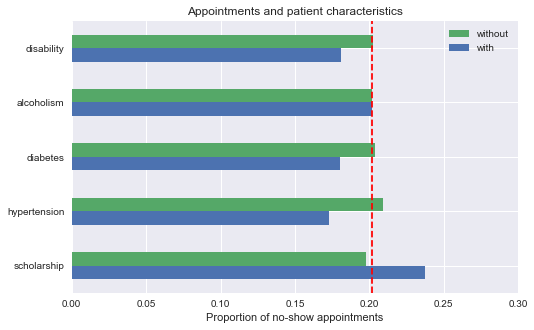 Appointments and patient characteristics
without
with
disability
alcoholism
diabetes
hypertension
scholarship
0.00 0.05 0.10 0.15 0.20 0.25 0.30
Proportion of no-show appointments